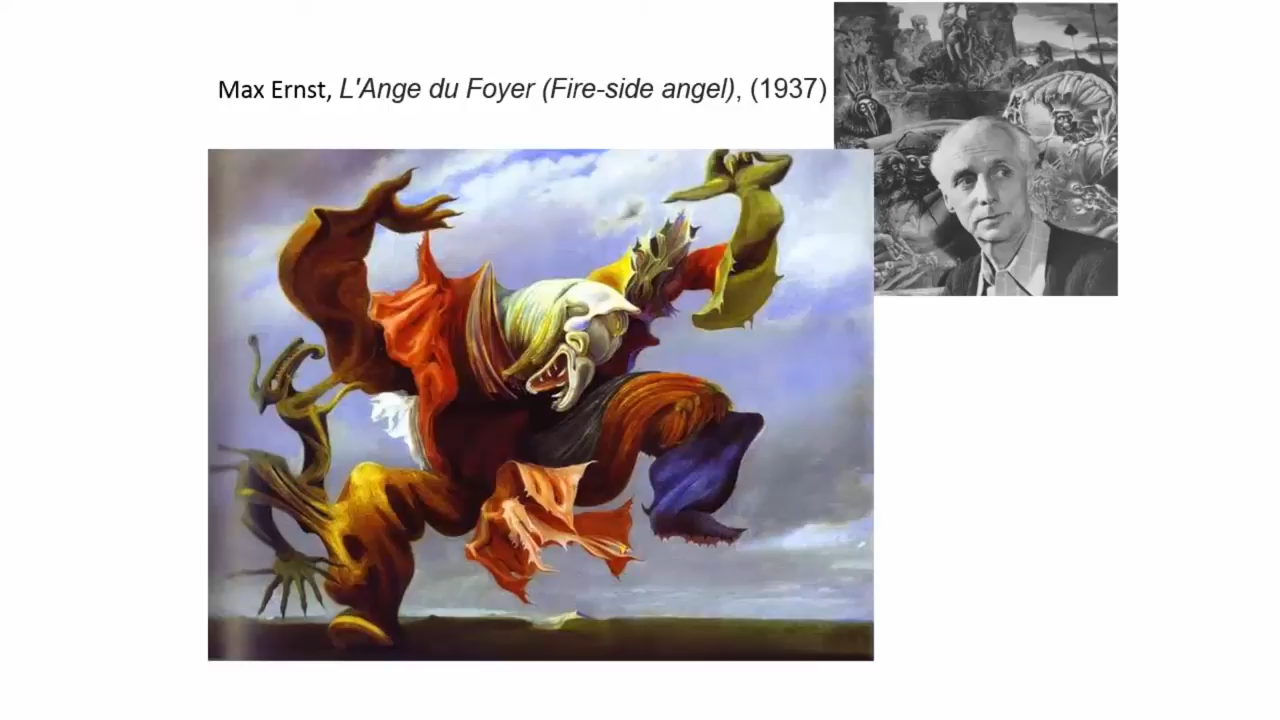 Max Ernst, L'Ange du Foyer (Fire-side angel), (1937)